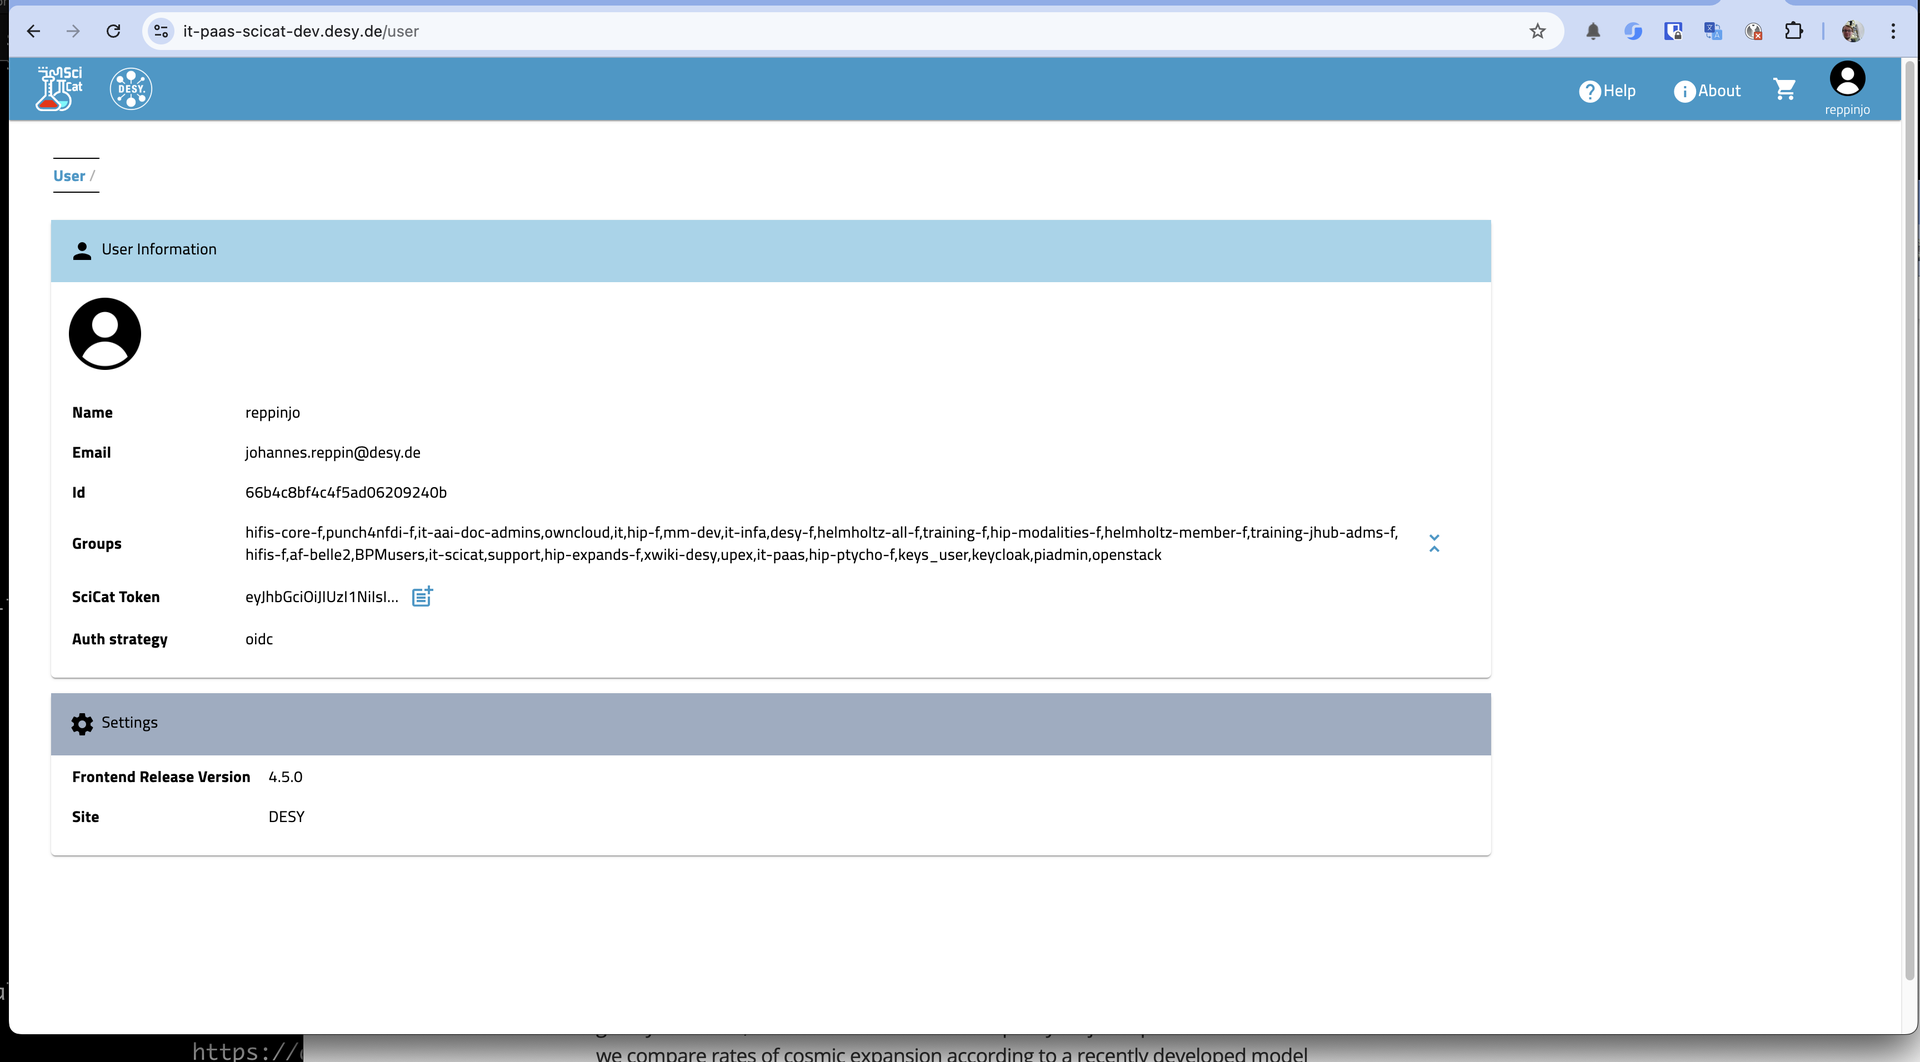 it-paas-scicat-dev.desy.de/user
Sci
Cat
DESY.
Help
About
reppinjo
User /
User Information
Name reppinjo
Email johannes.reppin@desy.de
Id 66b4c8bf4c4f5ad06209240b
Groups hifis-core-f,punch4nfdi-f,it-aai-doc-admins,owncloud,it,hip-f,mm-dev,it-infa,desy-f,helmholtz-all-f,training-f,hip-modalities-f,helmholtz-member-f,training-jhub-adms-f,
hifis-f,af-belle2,BPMusers,it-scicat,support,hip-expands-f,xwiki-desy,upex,it-paas,hip-ptycho-f,keys_user,keycloak,piadmin,openstack
SciCat Token eyJhbGciOiJIUzI1NiIsI...
Auth strategy oidc
Settings
Frontend Release Version 4.5.0
Site DESY
https://
we compare rates of cosmic expansion according to a recently developed model